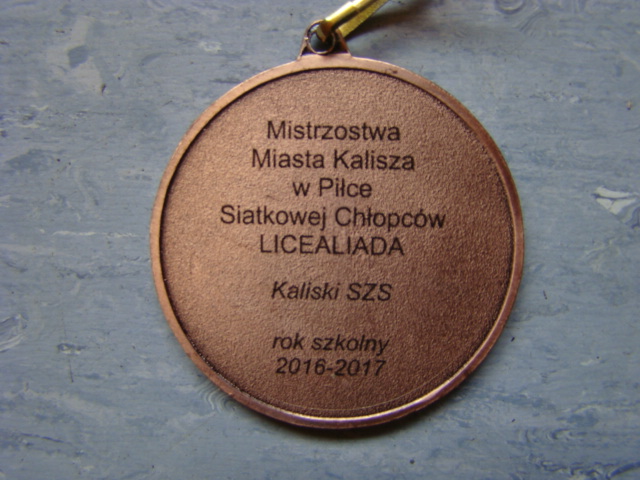 Mistrzostwa
Miasta Kalisza
w Piłce
Siatkowej Chłopców
LICEALIADA
Kaliski SZS
rok szkolny
2016-2017